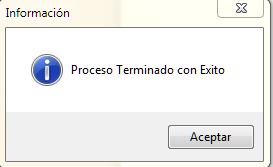 Información
Proceso Terminado con Exito
Aceptar